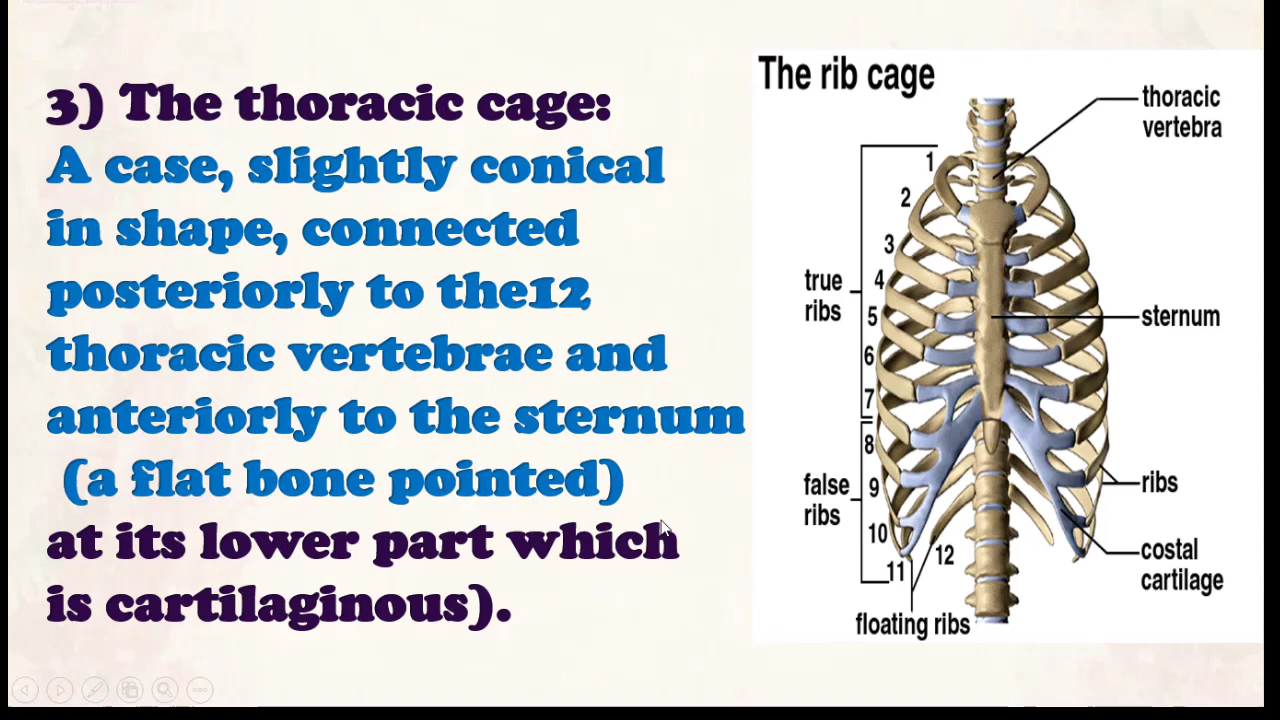 3) The thoracic cage:
A case, slightly conical
in shape, connected
posteriorly to the12
thoracic vertebrae and
anteriorly to the sternum
(a flat bone pointed)
at its lower part which
is cartilaginous).
The rib cage
thoracic
vertebra
1
2
3
4
true
ribs
5
sternum
6
7
8
false
ribs
9
ribs
10
11
12
costal
cartilage
floating ribs